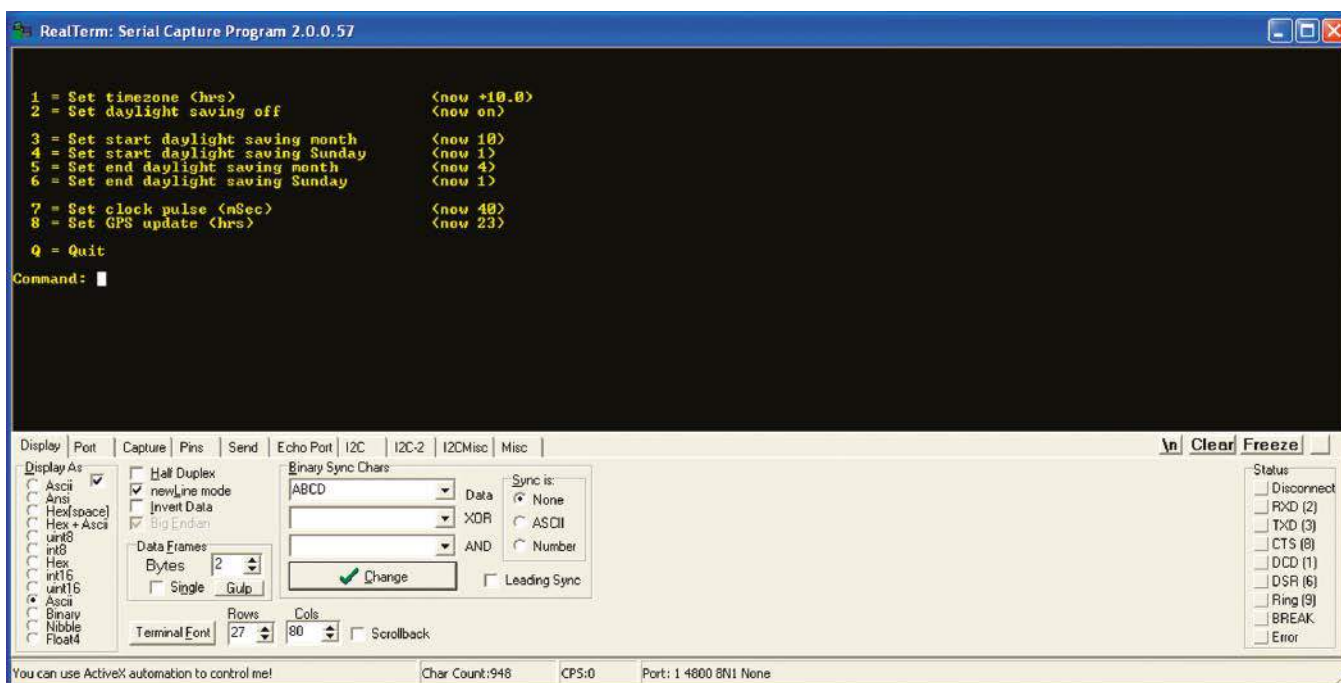 RealTerm: Serial Capture Program 2.0.0.57
1 = Set timezone (hrs) (now +10.0)
2 = Set daylight saving off (now on)
3 = Set start daylight saving month (now 10)
4 = Set start daylight saving Sunday (now 1)
5 = Set end daylight saving month (now 4)
6 = Set end daylight saving Sunday (now 1)
7 = Set clock pulse (mSec) (now 40)
8 = Set GPS update (hrs) (now 23)
Q = Quit
Command:
Display Port Capture Pins Send Echo Port I2C I2C-2 I2CMisc Misc \n Clear Freeze
Display As
Ascii
Ansi
Hex[space]
Hex + Ascii
uint8
int8
Hex
int16
uint16
Ascii
Binary
Nibble
Float4
Half Duplex
newLine mode
Invert Data
Big Endian
Data Frames
Bytes 2
Single Gulp
Terminal Font
Rows
27
Cols
80
Scrollback
Binary Sync Chars
ABCD Data
XOR
AND
Change
Sync is:
None
ASCII
Number
Leading Sync
Status
Disconnect
RXD (2)
TXD (3)
CTS (8)
DCD (1)
DSR (6)
Ring (9)
BREAK
Error
You can use ActiveX automation to control me! Char Count:948 CPS:0 Port: 1 4800 8N1 None